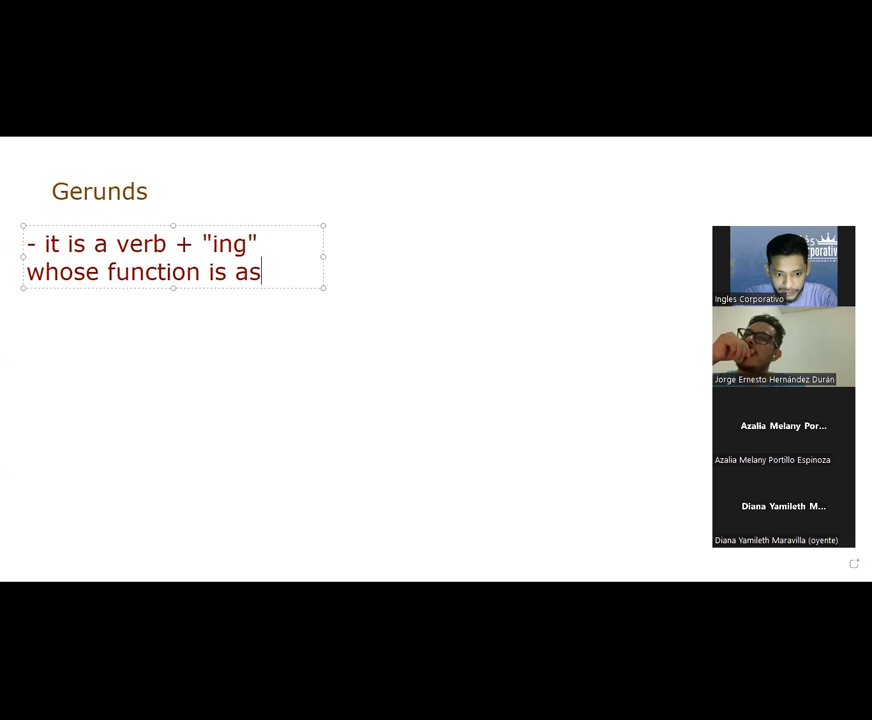 Gerunds
- it is a verb + "ing"
whose function is as
Ingles Corporativo
Jorge Ernesto Hernández Durán
Azalia Melany Por...
Azalia Melany Portillo Espinoza
Diana Yamileth M...
Diana Yamileth Maravilla (oyente)